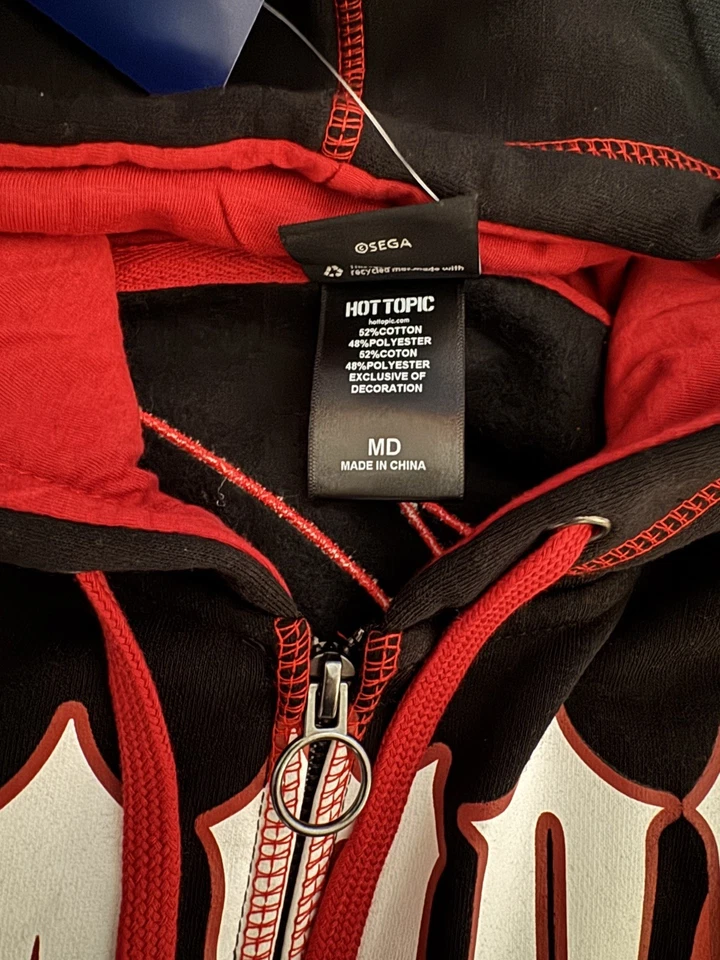 ©SEGA
recycled
made with
HOT TOPIC
hottopic.com
52%COTTON
48%POLYESTER
52%COTON
48%POLYESTER
EXCLUSIVE OF
DECORATION
MD
MADE IN CHINA